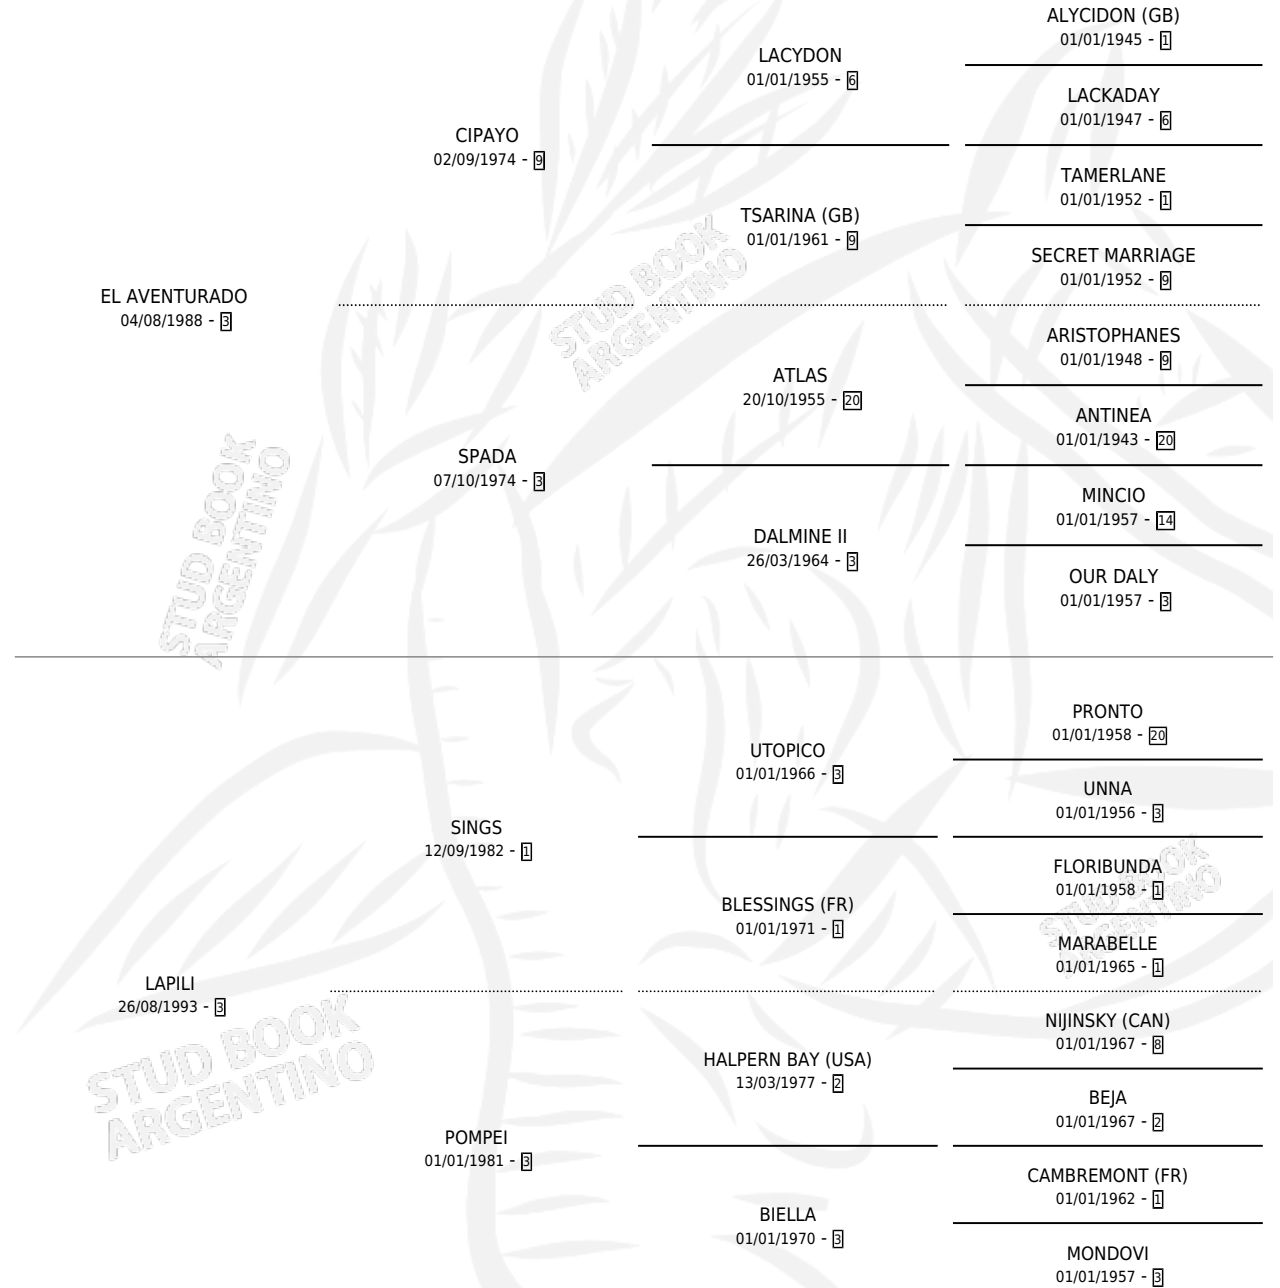 ALYCIDON (GB)
01/01/1945 - 1
LACYDON
01/01/1955 - 6
LACKADAY
01/01/1947 - 6
CIPAYO
02/09/1974 - 9
TAMERLANE
01/01/1952 - 1
TSARINA (GB)
01/01/1961 - 9
SECRET MARRIAGE
01/01/1952 - 9
EL AVENTURADO
04/08/1988 - 3
STUD BOOK
ARGENTINO
ARISTOPHANES
01/01/1948 - 9
ATLAS
20/10/1955 - 20
ANTINEA
01/01/1943 - 20
SPADA
07/10/1974 - 3
MINCIO
01/01/1957 - 14
DALMINE II
26/03/1964 - 3
OUR DALY
01/01/1957 - 3
STUD BOOK
ARGENTINO
PRONTO
01/01/1958 - 20
UTOPICO
01/01/1966 - 3
UNNA
01/01/1956 - 3
SINGS
12/09/1982 - 1
FLORIBUNDA
01/01/1958 - 1
BLESSINGS (FR)
01/01/1971 - 1
MARABELLE
01/01/1965 - 1
STUD BOOK
ARGENTINO
LAPILI
26/08/1993 - 3
NIJINSKY (CAN)
01/01/1967 - 8
HALPERN BAY (USA)
13/03/1977 - 2
BEJA
01/01/1967 - 2
STUD BOOK
ARGENTINO
POMPEI
01/01/1981 - 3
CAMBREMONT (FR)
01/01/1962 - 1
BIELLA
01/01/1970 - 3
MONDOVI
01/01/1957 - 3